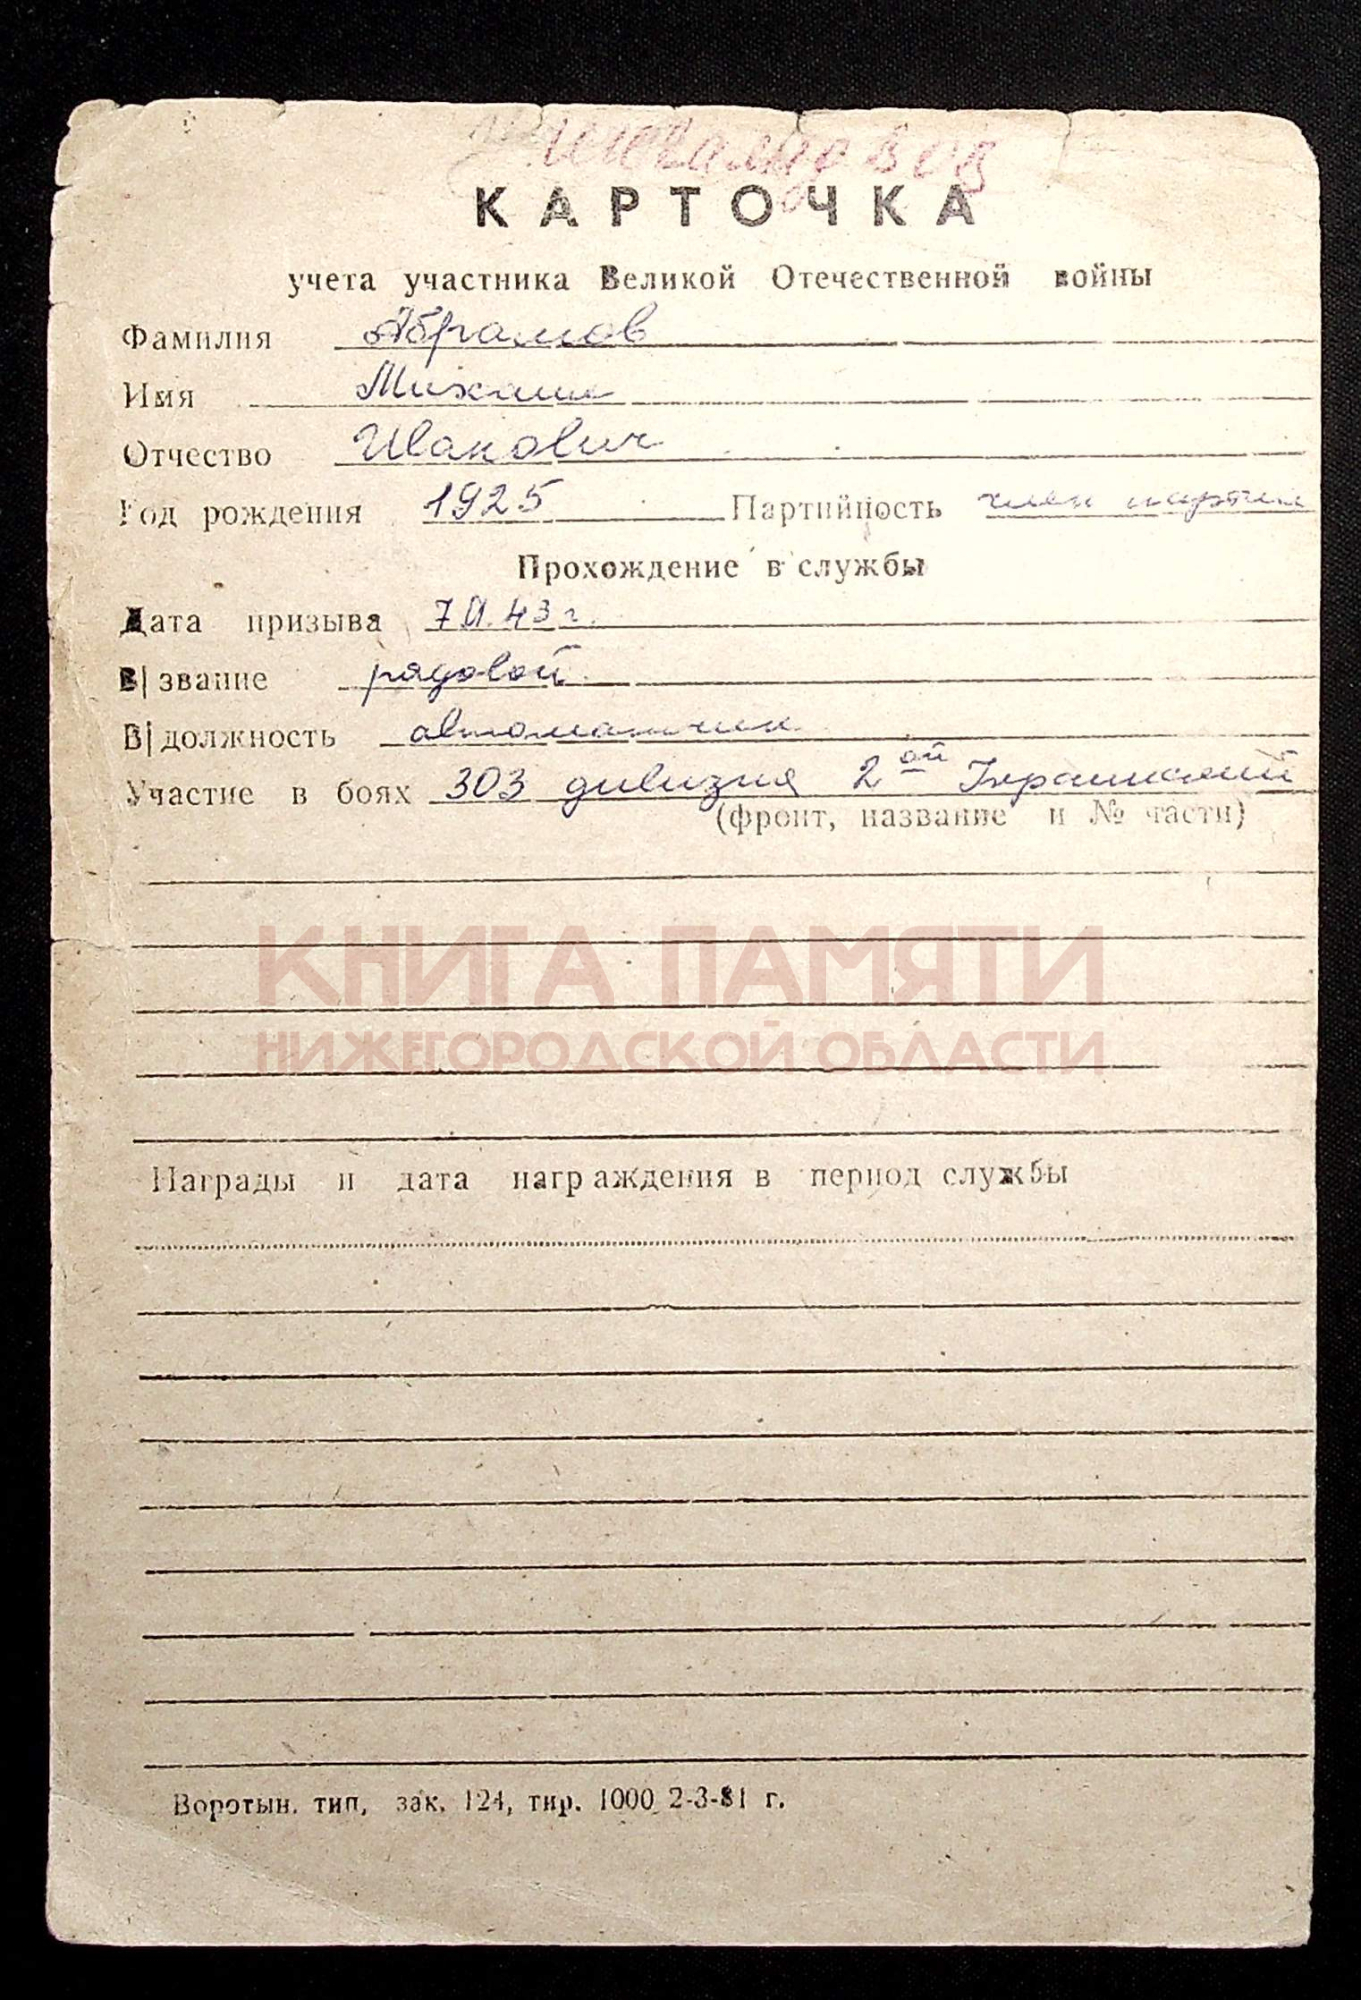 инвалид ВОВ
КАРТОЧКА
учета участника Великой Отечественной войны
Фамилия Абрамов
Имя Михаил
Отчество Иванович
Год рождения 1925 Партийность член партии
Прохождение в службы
Дата призыва 7.II.43 г.
В| звание рядовой
В| должность автоматчик
Участие в боях 303 дивизия 2ой Украинский
(фронт, название и № части)
КНИГА ПАМЯТИ
НИЖЕГОРОДСКОЙ ОБЛАСТИ
Награды и дата награждения в период службы
Воротын. тип, зак. 124, тир. 1000 2-3-81 г.